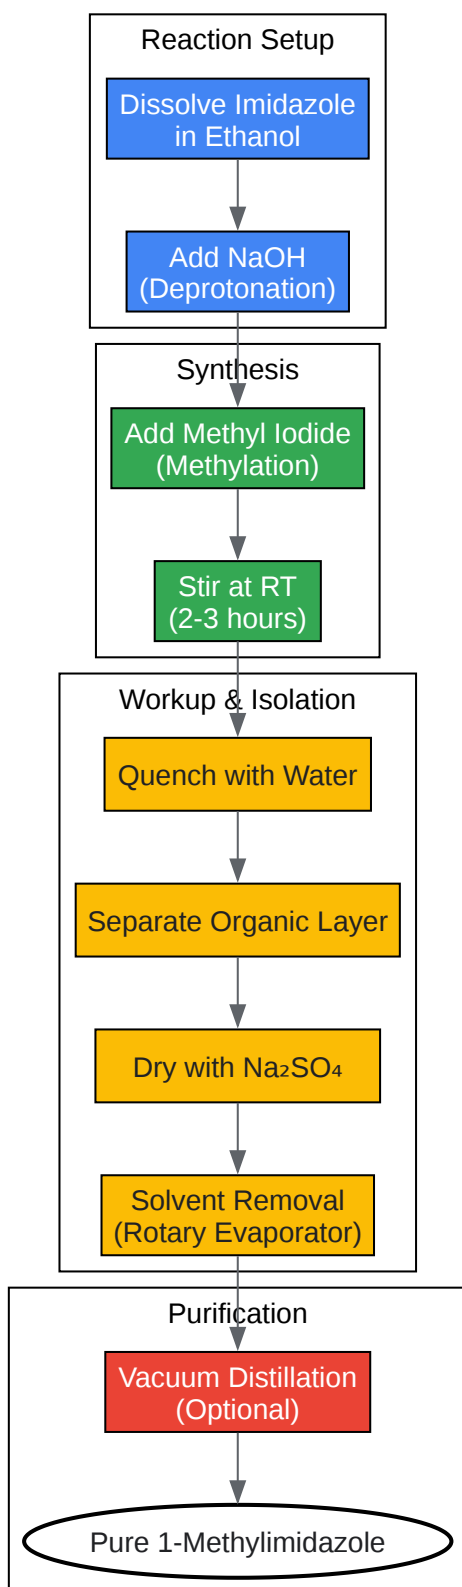 Reaction Setup
Dissolve Imidazole
in Ethanol
Add NaOH
(Deprotonation)
Synthesis
Add Methyl Iodide
(Methylation)
Stir at RT
(2-3 hours)
Workup & Isolation
Quench with Water
Separate Organic Layer
Dry with Na₂SO₄
Solvent Removal
(Rotary Evaporator)
Purification
Vacuum Distillation
(Optional)
Pure 1-Methylimidazole